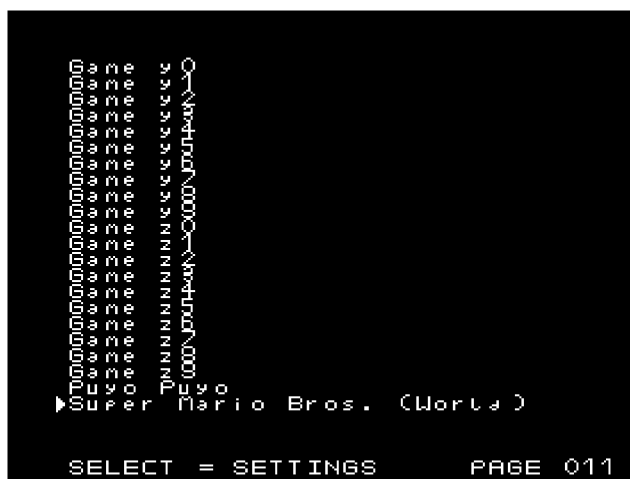 Game y0
Game y1
Game y2
Game y3
Game y4
Game y5
Game y6
Game y7
Game y8
Game y9
Game z0
Game z1
Game z2
Game z3
Game z4
Game z5
Game z6
Game z7
Game z8
Game z9
Puyo Puyo
Super Mario Bros. (World)
SELECT = SETTINGS PAGE 011